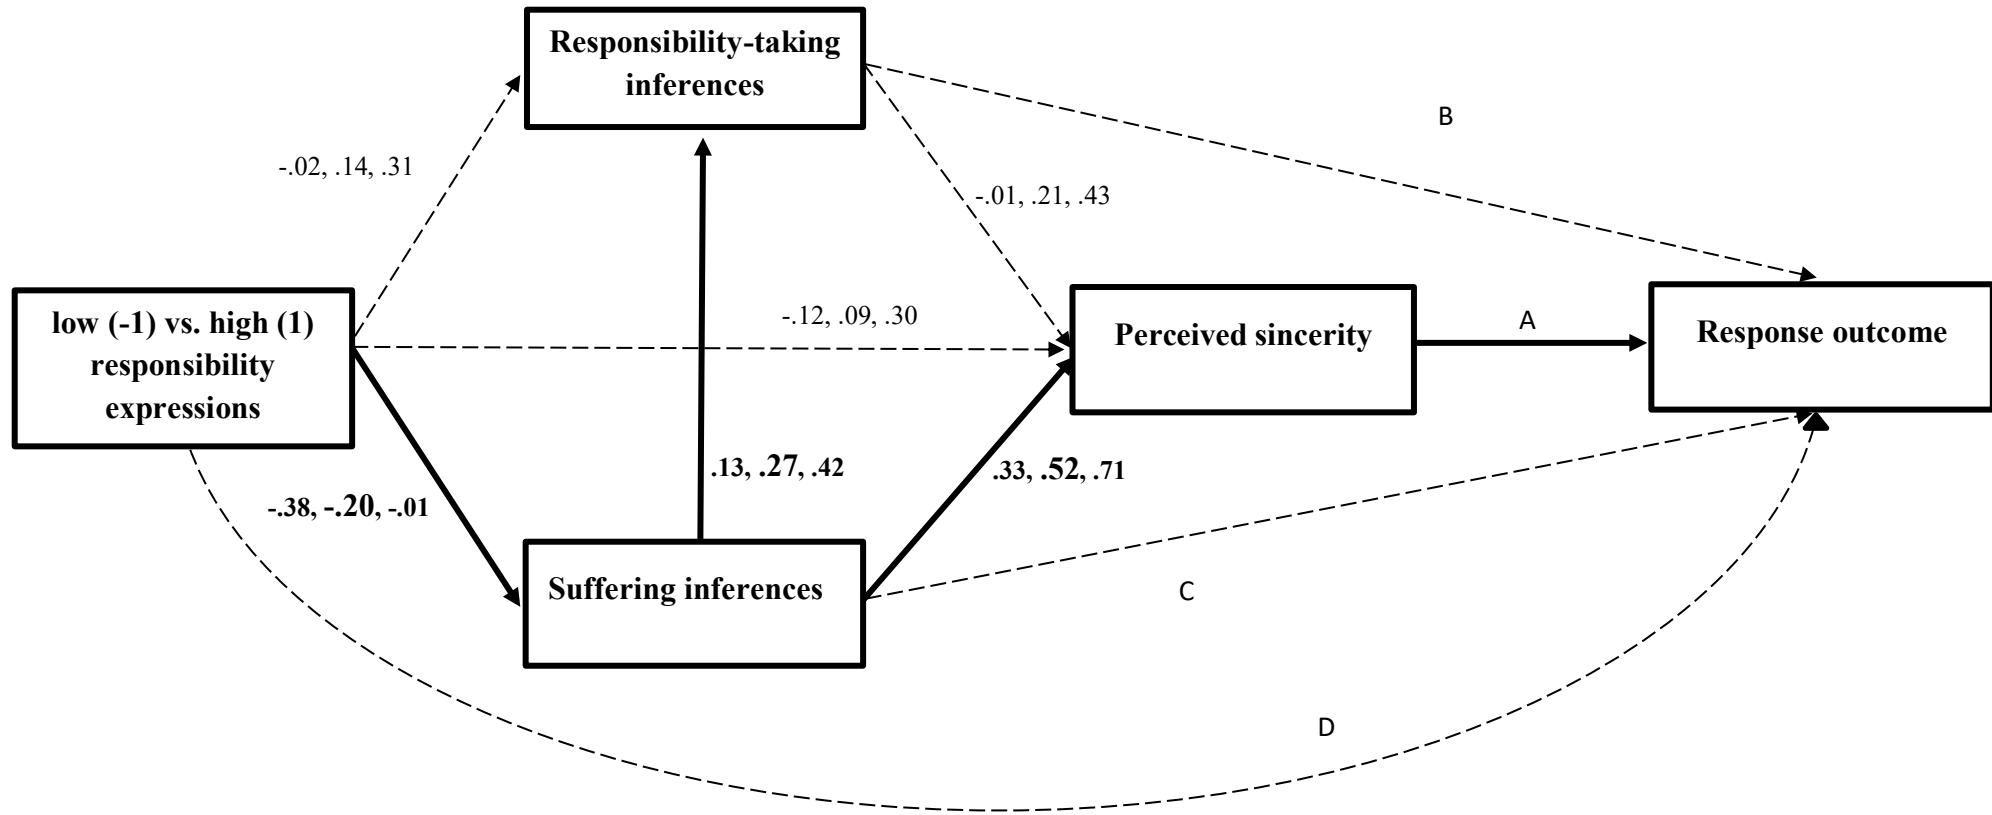 Responsibility-taking
inferences
B
-.02, .14, .31
-.01, .21, .43
low (-1) vs. high (1)
responsibility
expressions
-.12, .09, .30
Perceived sincerity
A
Response outcome
.13, .27, .42
.33, .52, .71
-.38, -.20, -.01
Suffering inferences
C
D